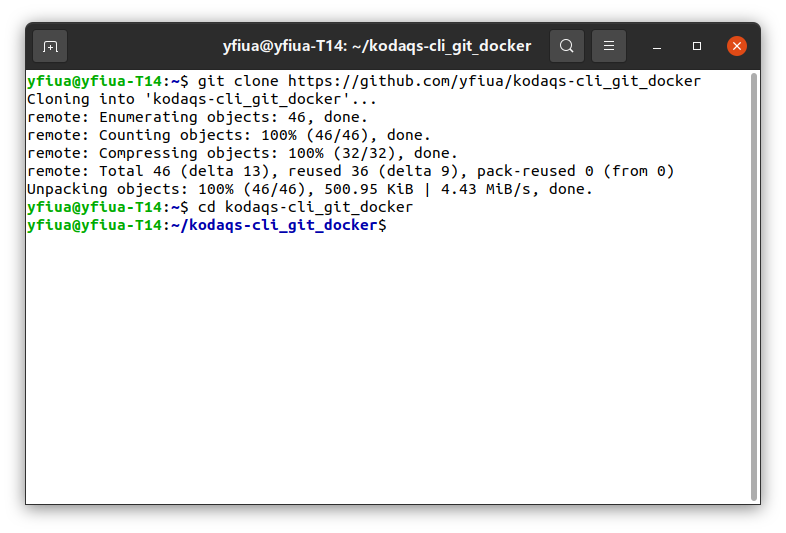 yfiua@yfiua-T14: ~/kodaqs-cli_git_docker
yfiua@yfiua-T14:~$ git clone https://github.com/yfiua/kodaqs-cli_git_docker
Cloning into 'kodaqs-cli_git_docker'...
remote: Enumerating objects: 46, done.
remote: Counting objects: 100% (46/46), done.
remote: Compressing objects: 100% (32/32), done.
remote: Total 46 (delta 13), reused 36 (delta 9), pack-reused 0 (from 0)
Unpacking objects: 100% (46/46), 500.95 KiB | 4.43 MiB/s, done.
yfiua@yfiua-T14:~$ cd kodaqs-cli_git_docker
yfiua@yfiua-T14:~/kodaqs-cli_git_docker$